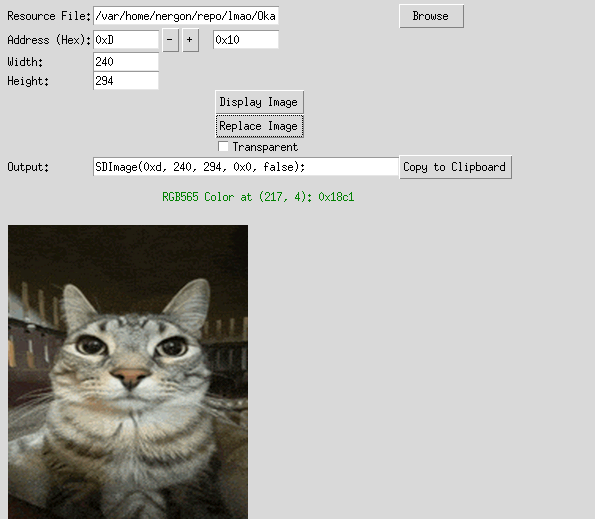 Resource File: /var/home/nergon/repo/lmao/Oka Browse
Address (Hex): 0xD - + 0x10
Width: 240
Height: 294
Display Image
Replace Image
Transparent
Output: SDImage(0xd, 240, 294, 0x0, false); Copy to Clipboard
RGB565 Color at (217, 4): 0x18c1